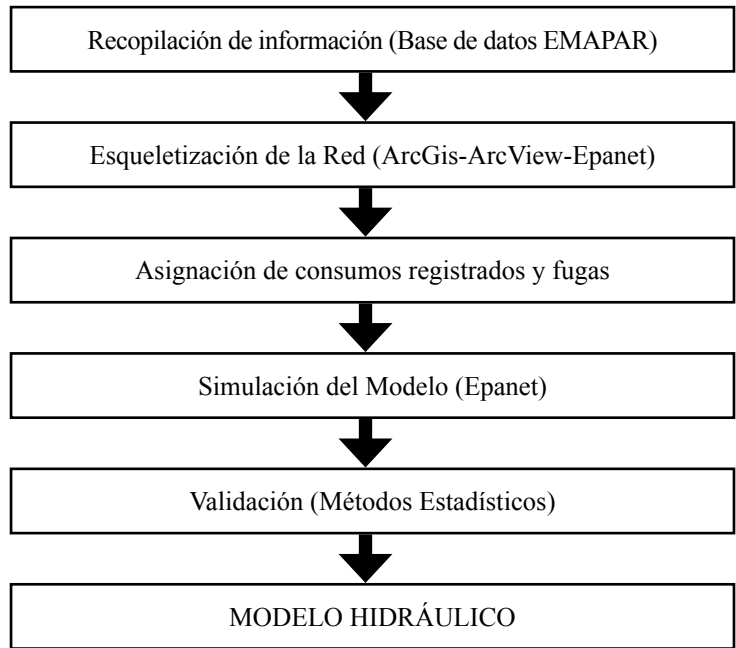 Recopilación de información (Base de datos EMAPAR)
Esqueletización de la Red (ArcGis-ArcView-Epanet)
Asignación de consumos registrados y fugas
Simulación del Modelo (Epanet)
Validación (Métodos Estadísticos)
MODELO HIDRÁULICO